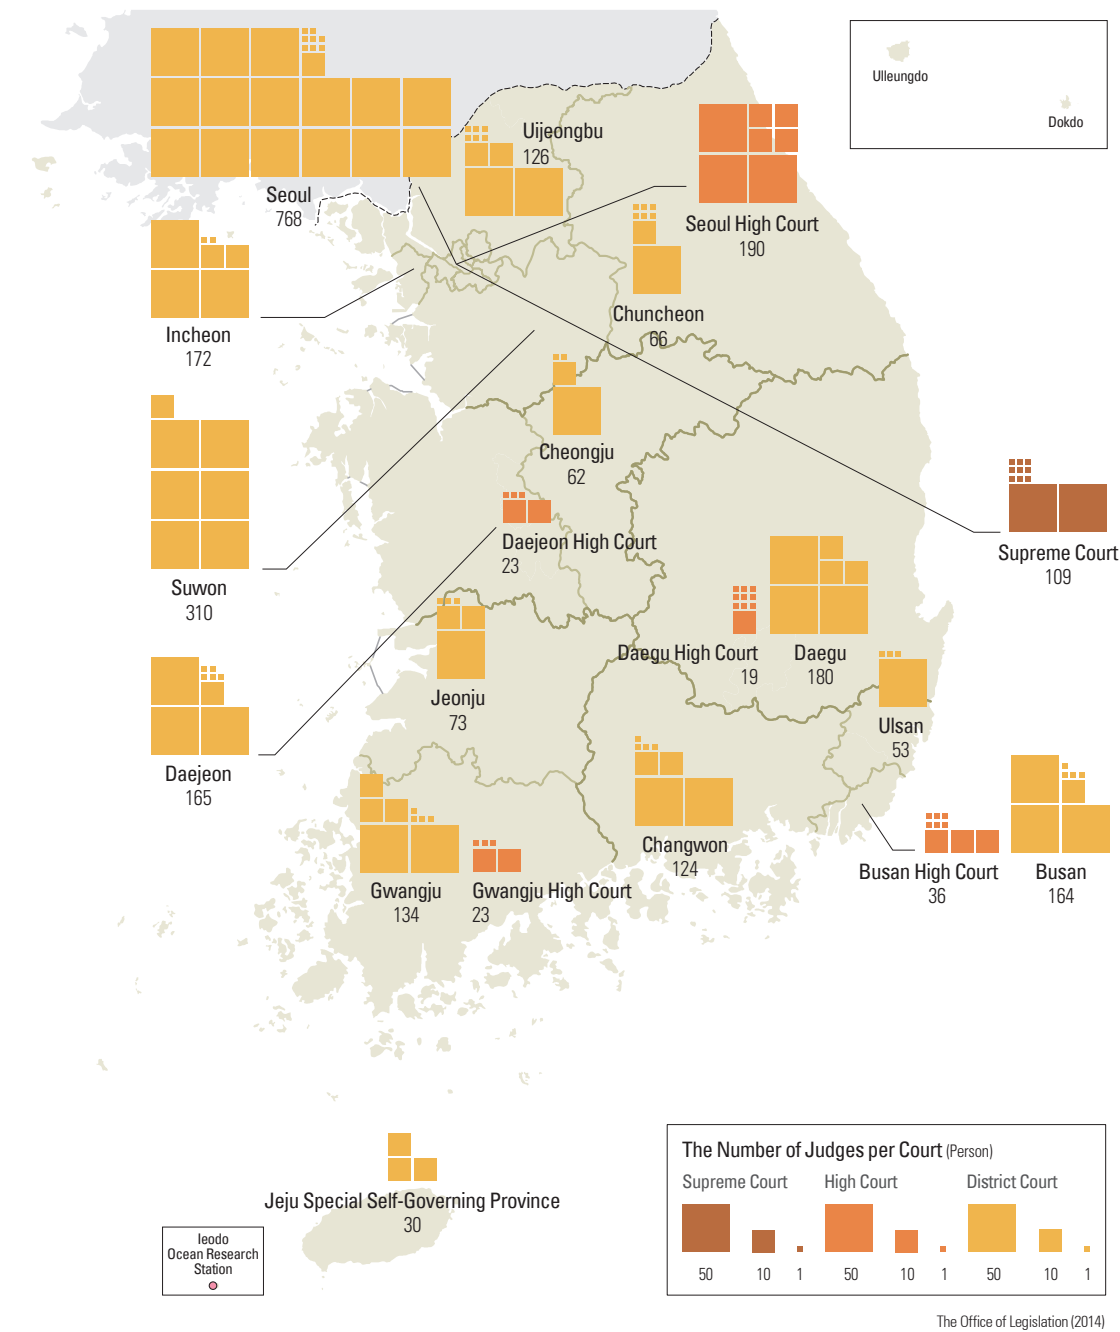 Ulleungdo
Dokdo
Uijeongbu
126
Seoul
768
Seoul High Court
190
Chuncheon
66
Incheon
172
Cheongju
62
Supreme Court
109
Daejeon High Court
23
Suwon
310
Daegu High Court
19
Daegu
180
Jeonju
73
Ulsan
53
Daejeon
165
Changwon
124
Busan High Court
36
Busan
164
Gwangju
134
Gwangju High Court
23
Jeju Special Self-Governing Province
30
Ieodo
Ocean Research
Station
The Number of Judges per Court (Person)
Supreme Court High Court District Court
50 10 1 50 10 1 50 10 1
The Office of Legislation (2014)